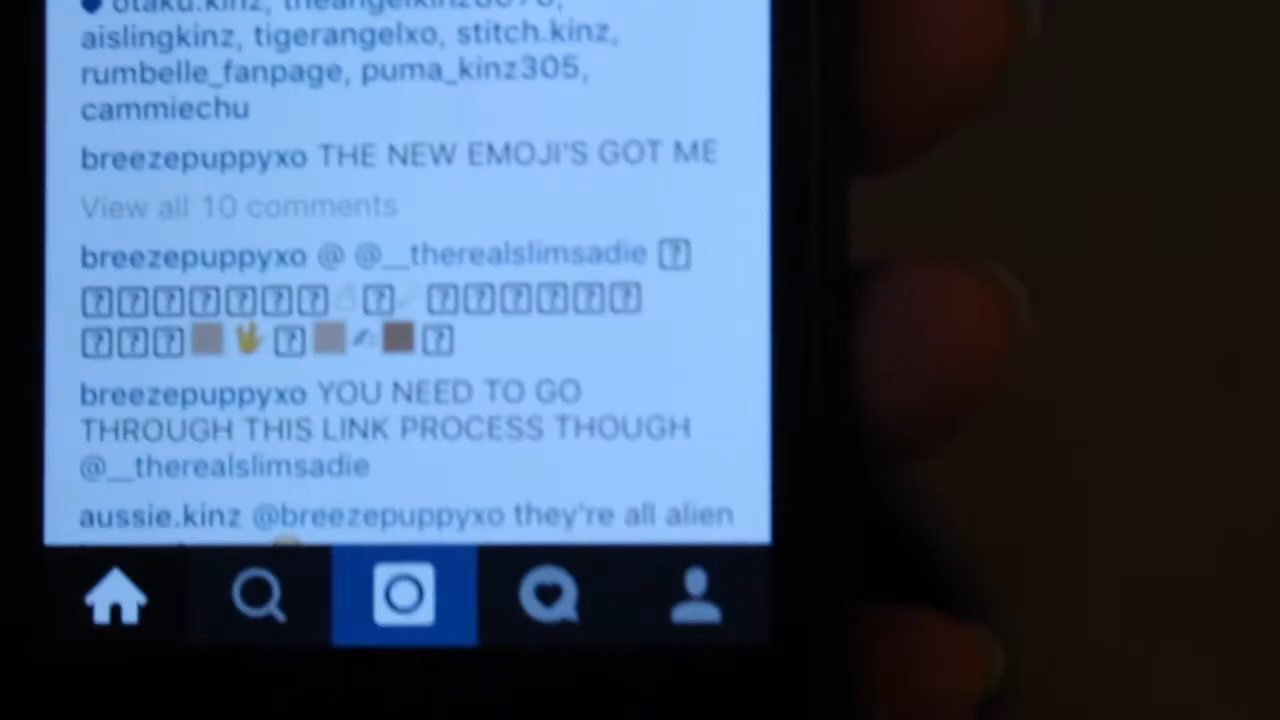 aislingkinz, tigerangelxo, stitch.kinz,
rumbelle_fanpage, puma_kinz305,
cammiechu
breezepuppyxo THE NEW EMOJI'S GOT ME
View all 10 comments
breezepuppyxo @ @__therealslimsadie
breezepuppyxo YOU NEED TO GO
THROUGH THIS LINK PROCESS THOUGH
@__therealslimsadie
aussie.kinz @breezepuppyxo they're all alien